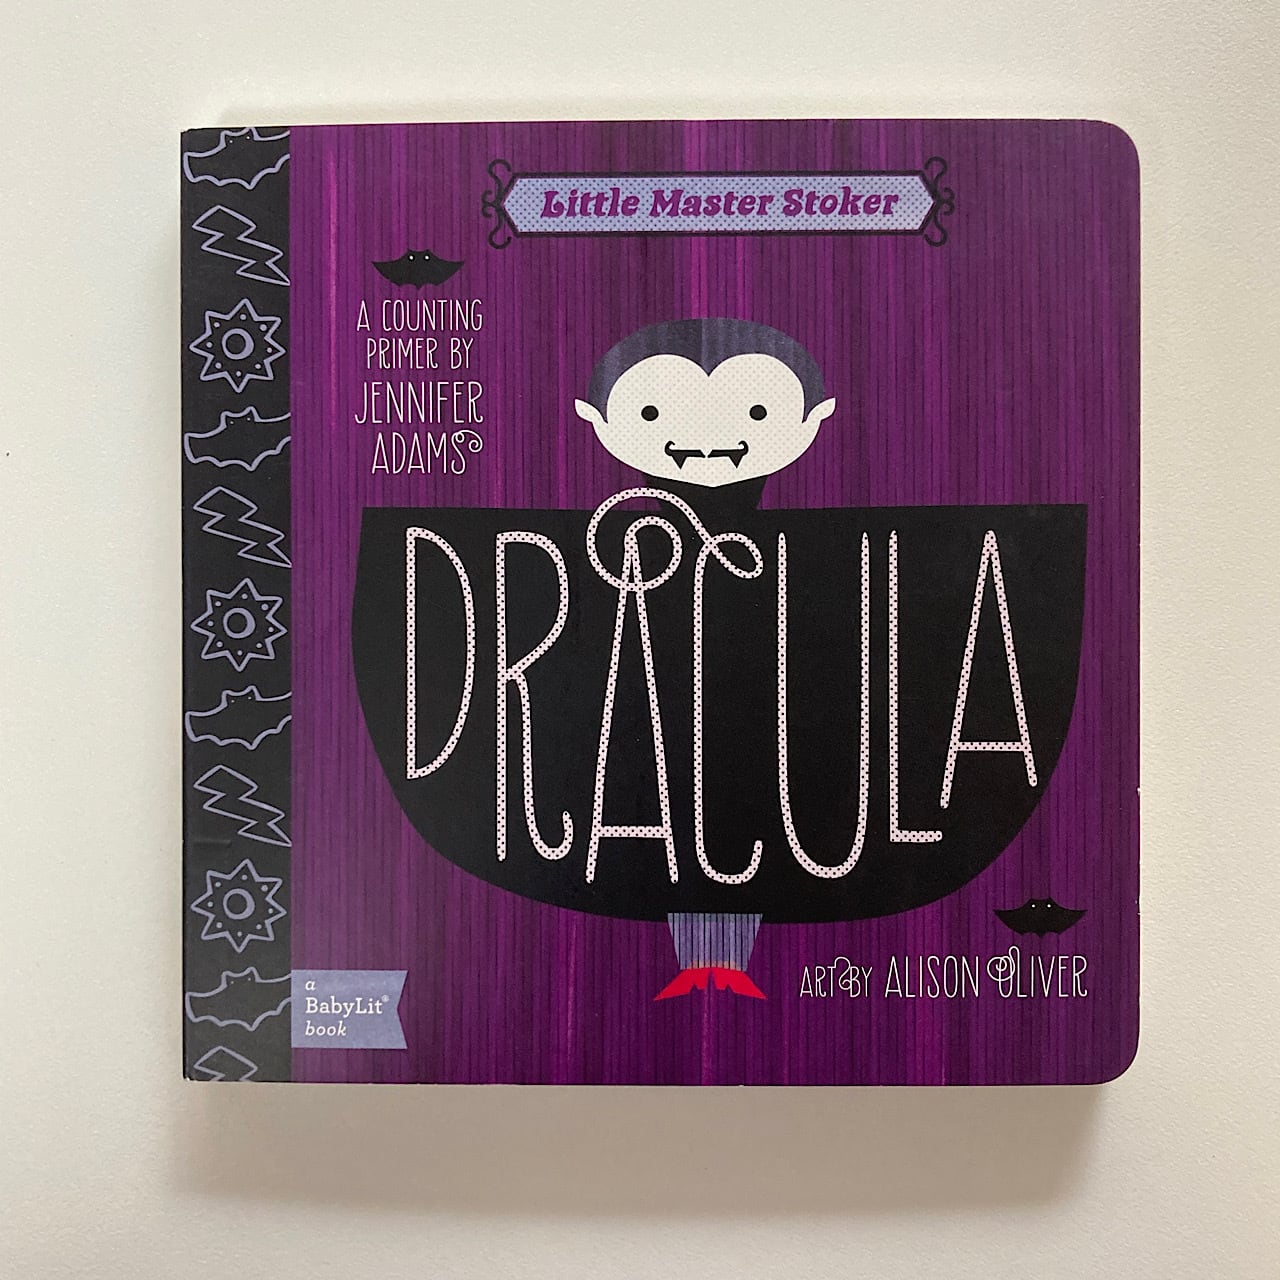 Little Master Stoker
A COUNTING
PRIMER BY
JENNIFER
ADAMS
DRACULA
ART BY ALISON OLIVER
a
BabyLit®
book